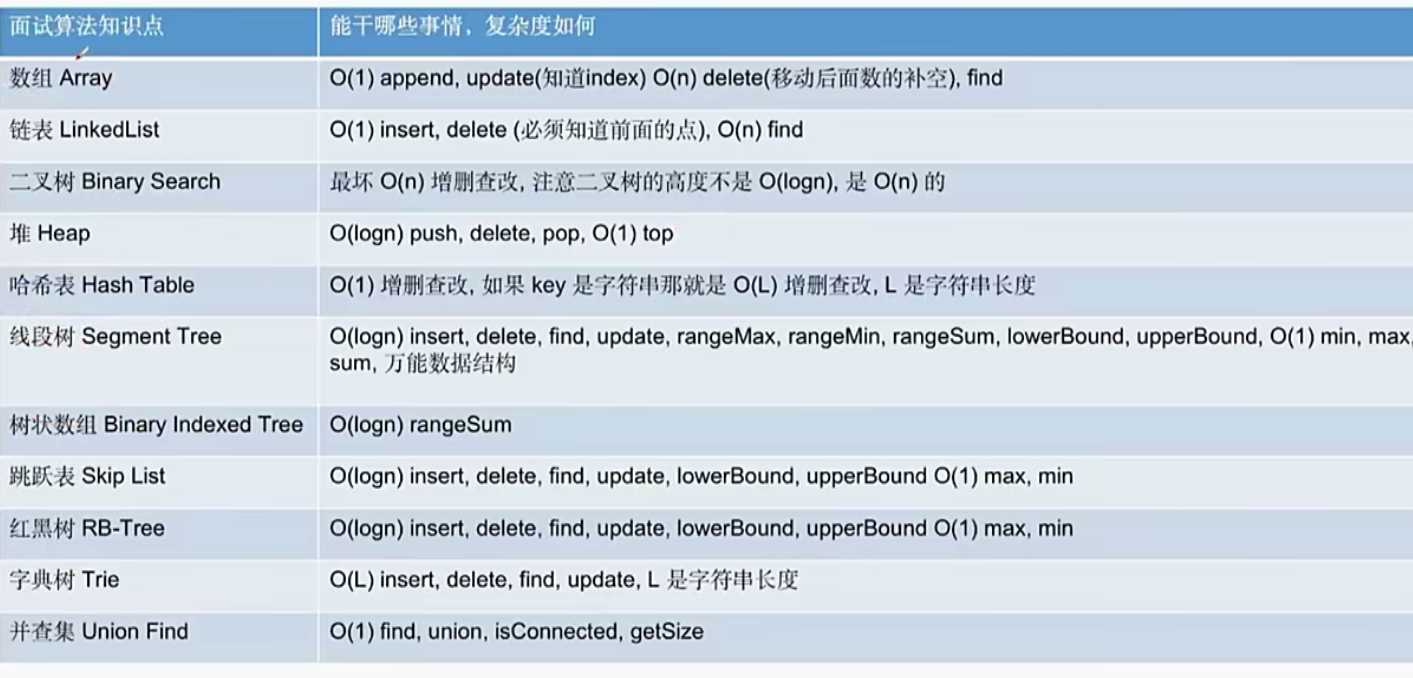 面试算法知识点
能干哪些事情，复杂度如何
数组 Array
O(1) append, update(知道index) O(n) delete(移动后面数的补空), find
链表 LinkedList
O(1) insert, delete (必须知道前面的点), O(n) find
二叉树 Binary Search
最坏 O(n) 增删查改, 注意二叉树的高度不是 O(logn), 是 O(n) 的
堆 Heap
O(logn) push, delete, pop, O(1) top
哈希表 Hash Table
O(1) 增删查改, 如果 key 是字符串那就是 O(L) 增删查改, L 是字符串长度
线段树 Segment Tree
O(logn) insert, delete, find, update, rangeMax, rangeMin, rangeSum, lowerBound, upperBound, O(1) min, max,
sum, 万能数据结构
树状数组 Binary Indexed Tree
O(logn) rangeSum
跳跃表 Skip List
O(logn) insert, delete, find, update, lowerBound, upperBound O(1) max, min
红黑树 RB-Tree
O(logn) insert, delete, find, update, lowerBound, upperBound O(1) max, min
字典树 Trie
O(L) insert, delete, find, update, L 是字符串长度
并查集 Union Find
O(1) find, union, isConnected, getSize